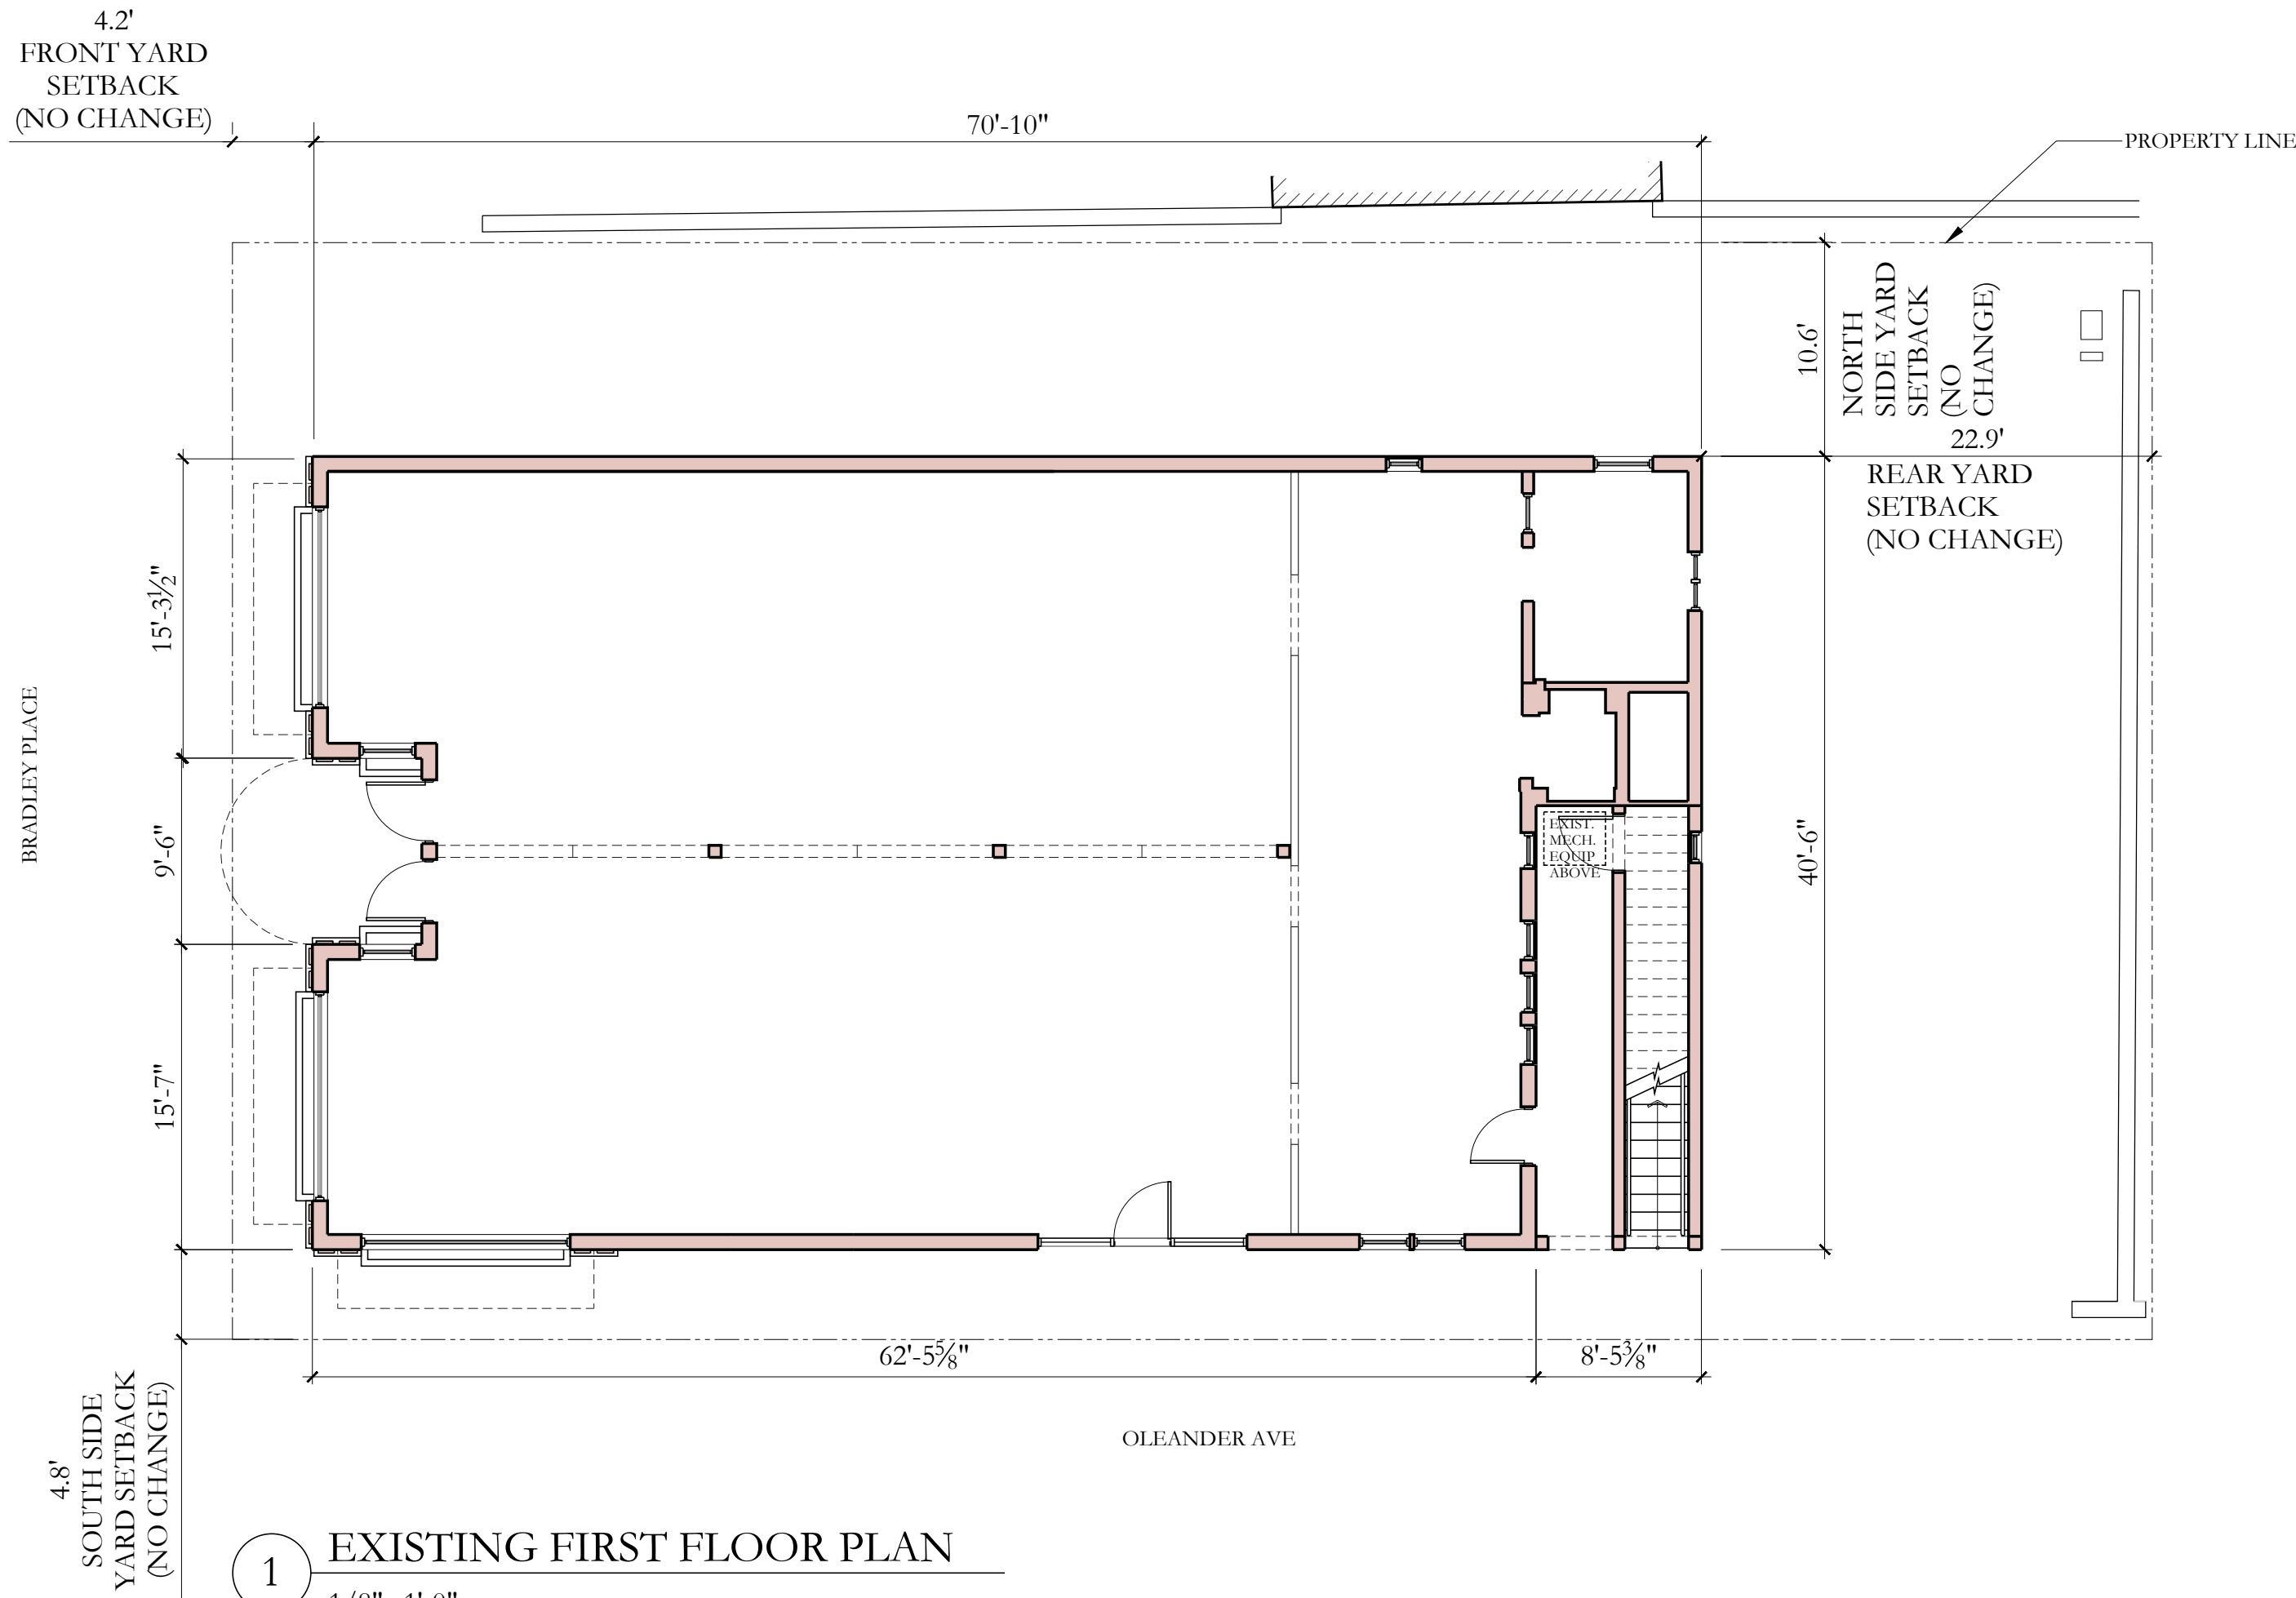 4.2'
FRONT YARD
SETBACK
(NO CHANGE)
70'-10"
PROPERTY LINE
10.6'
NORTH
SIDE YARD
SETBACK
(NO
CHANGE)
22.9'
REAR YARD
SETBACK
(NO CHANGE)
15'-3½"
BRADLEY PLACE
9'-6"
EXIST.
MECH.
EQUIP
ABOVE
40'-6"
15'-7"
62'-5⅝"
8'-5⅜"
OLEANDER AVE
4.8'
SOUTH SIDE
YARD SETBACK
(NO CHANGE)
1
EXISTING FIRST FLOOR PLAN